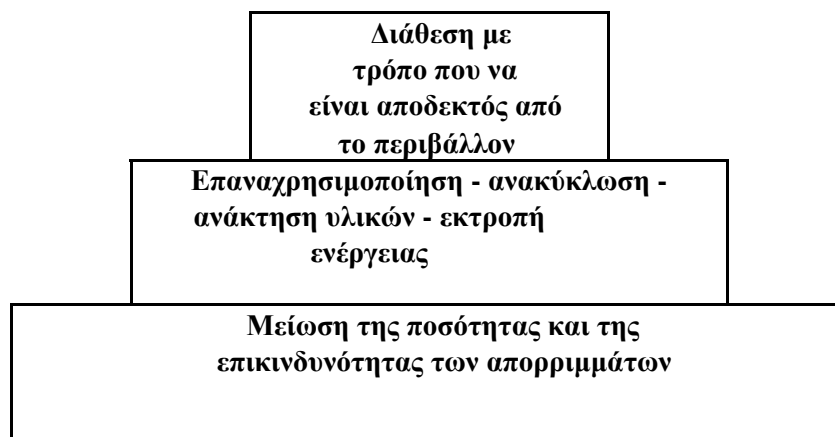 Διάθεση με
τρόπο που να
είναι αποδεκτός από
το περιβάλλον
Επαναχρησιμοποίηση - ανακύκλωση -
ανάκτηση υλικών - εκτροπή
ενέργειας
Μείωση της ποσότητας και της
επικινδυνότητας των απορριμμάτων